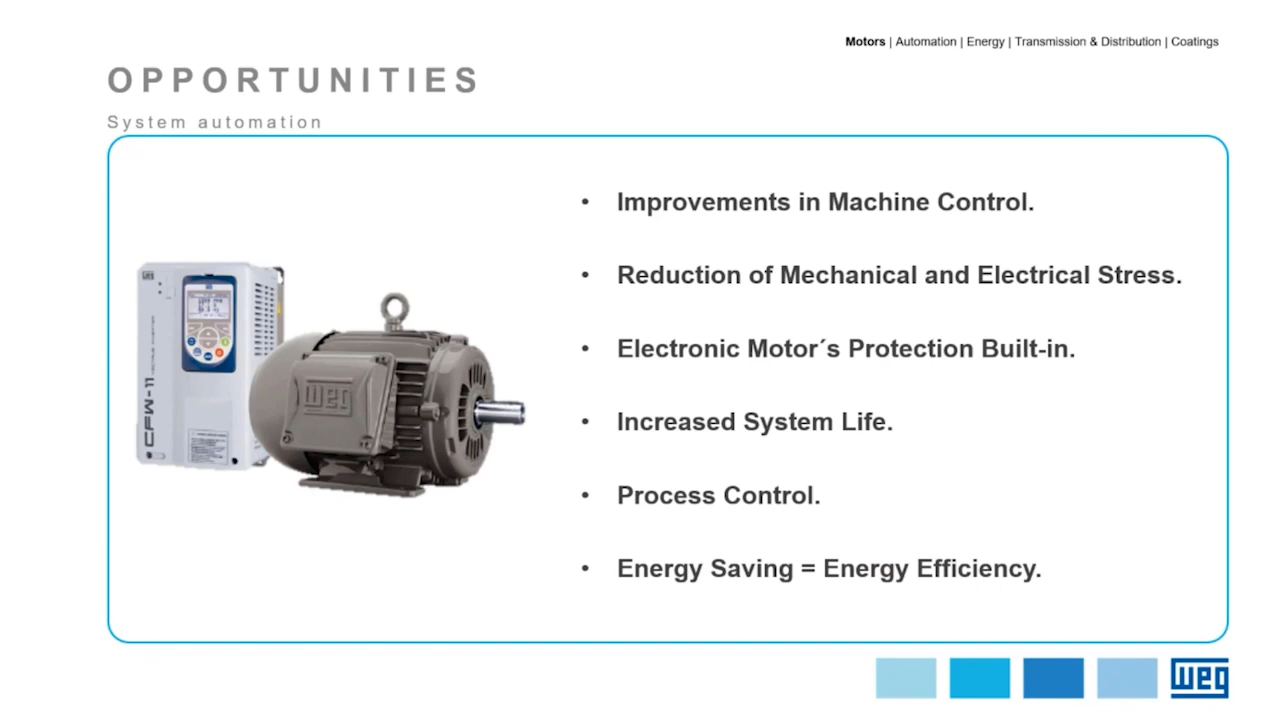 Motors | Automation | Energy | Transmission & Distribution | Coatings
OPPORTUNITIES
System automation
• Improvements in Machine Control.
• Reduction of Mechanical and Electrical Stress.
• Electronic Motor´s Protection Built-in.
• Increased System Life.
• Process Control.
• Energy Saving = Energy Efficiency.
WEG
CFW-11
WEG
WEG